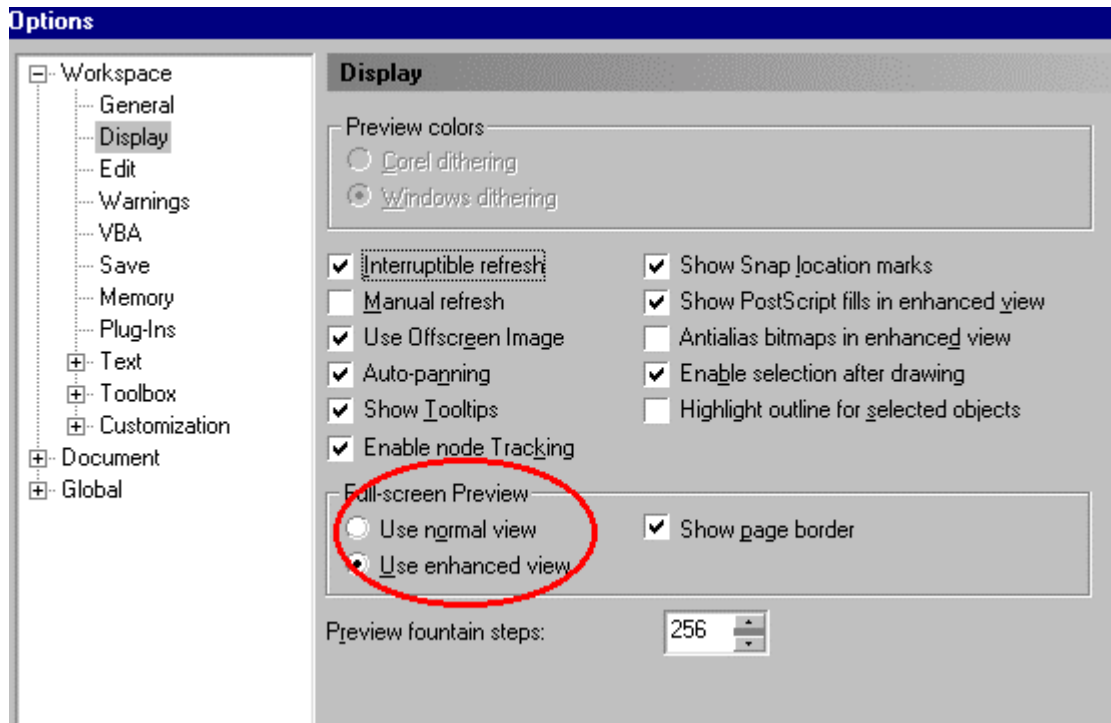 Options
Workspace
General
Display
Edit
Warnings
VBA
Save
Memory
Plug-Ins
Text
Toolbox
Customization
Document
Global
Display
Preview colors
Corel dithering
Windows dithering
Interruptible refresh
Manual refresh
Use Offscreen Image
Auto-panning
Show Tooltips
Enable node Tracking
Show Snap location marks
Show PostScript fills in enhanced view
Antialias bitmaps in enhanced view
Enable selection after drawing
Highlight outline for selected objects
Full-screen Preview
Use normal view
Use enhanced view
Show page border
Preview fountain steps: 256